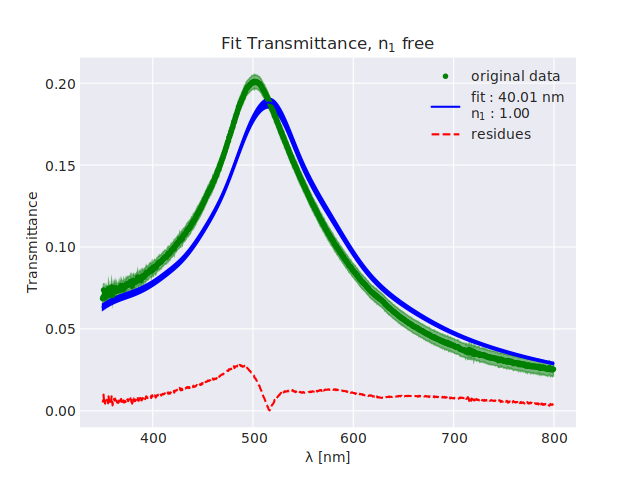 Fit Transmittance, n₁ free
original data
fit : 40.01 nm
n₁ : 1.00
residues
Transmittance
0.20
0.15
0.10
0.05
0.00
400
500
600
700
800
λ [nm]